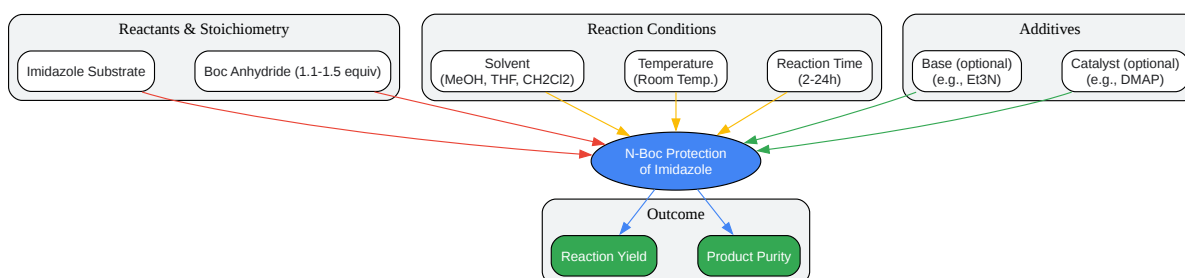 Reactants & Stoichiometry
Imidazole Substrate
Boc Anhydride (1.1-1.5 equiv)
Reaction Conditions
Solvent
(MeOH, THF, CH2Cl2)
Temperature
(Room Temp.)
Reaction Time
(2-24h)
Additives
Base (optional)
(e.g., Et3N)
Catalyst (optional)
(e.g., DMAP)
N-Boc Protection
of Imidazole
Outcome
Reaction Yield
Product Purity